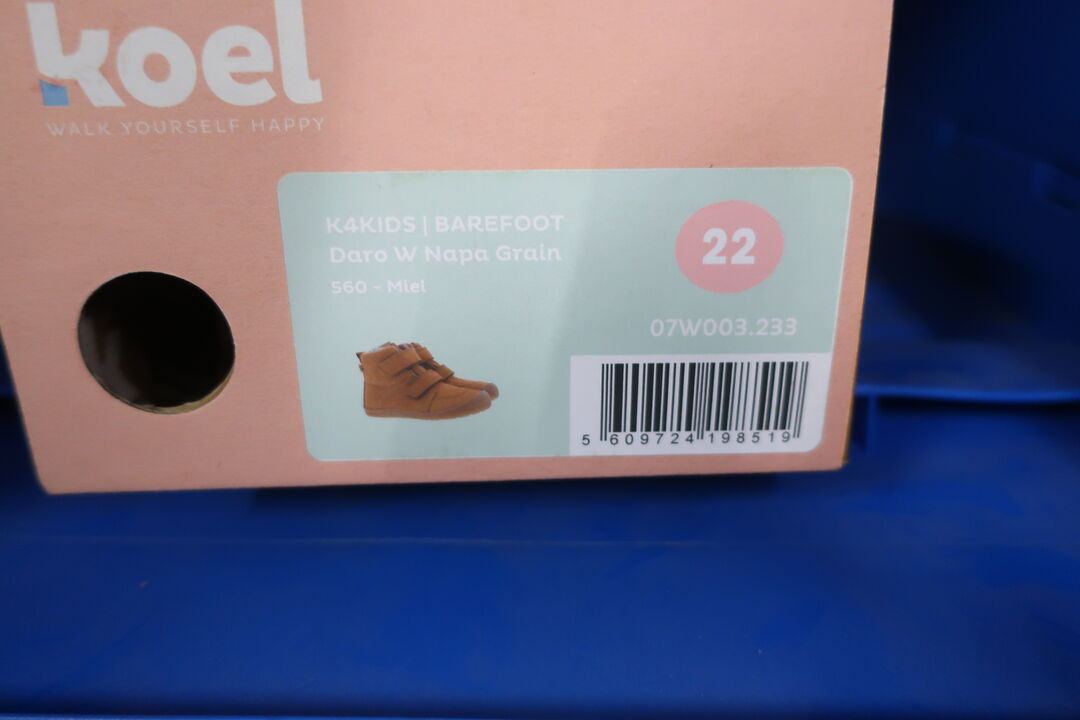 koel
WALK YOURSELF HAPPY
K4KIDS | BAREFOOT
Daro W Napa Grain
560 - Miel
22
07W003.233
5 609724 198519